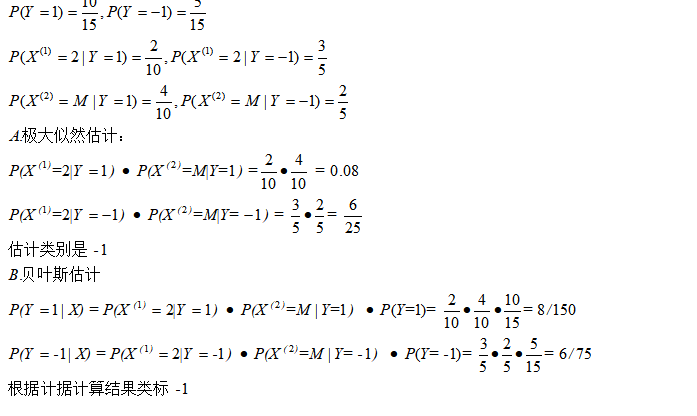 P(Y = 1) = 10/15, P(Y = −1) = 5/15
P(X⁽¹⁾ = 2 | Y = 1) = 2/10, P(X⁽¹⁾ = 2 | Y = −1) = 3/5
P(X⁽²⁾ = M | Y = 1) = 4/10, P(X⁽²⁾ = M | Y = −1) = 2/5
A.极大似然估计：
P(X⁽¹⁾=2|Y = 1) ● P(X⁽²⁾=M|Y=1) = 2/10 ● 4/10 = 0.08
P(X⁽¹⁾=2|Y = −1) ● P(X⁽²⁾=M|Y= −1) = 3/5 ● 2/5 = 6/25
估计类别是 -1
B.贝叶斯估计
P(Y = 1 | X) = P(X⁽¹⁾ = 2|Y = 1) ● P(X⁽²⁾=M | Y=1) ● P(Y=1)= 2/10 ● 4/10 ● 10/15 = 8/150
P(Y = -1 | X) = P(X⁽¹⁾ = 2|Y = -1) ● P(X⁽²⁾=M | Y= -1) ● P(Y= -1)= 3/5 ● 2/5 ● 5/15 = 6/75
根据计据计算结果类标 -1